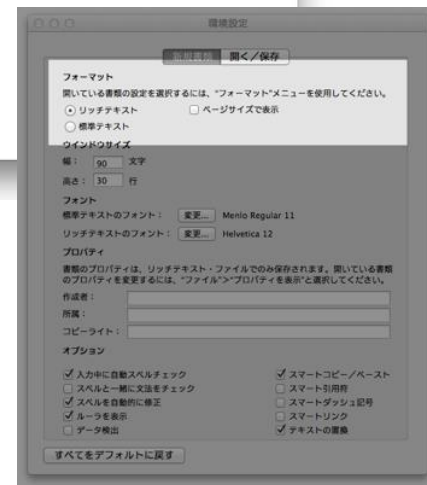 環境設定
新規書類 開く/保存
フォーマット
開いている書類の設定を選択するには、"フォーマット"メニューを使用してください。
リッチテキスト ページサイズで表示
標準テキスト
ウインドウサイズ
幅： 90 文字
高さ： 30 行
フォント
標準テキストのフォント： 変更... Menlo Regular 11
リッチテキストのフォント： 変更... Helvetica 12
プロパティ
書類のプロパティは、リッチテキスト・ファイルでのみ保存されます。開いている書類
のプロパティを変更するには、"ファイル">"プロパティを表示"と選択してください。
作成者：
所属：
コピーライト：
オプション
入力中に自動スペルチェック スマートコピー／ペースト
スペルと一緒に文法をチェック スマート引用符
スペルを自動的に修正 スマートダッシュ記号
ルーラを表示 スマートリンク
データ検出 テキストの置換
すべてをデフォルトに戻す